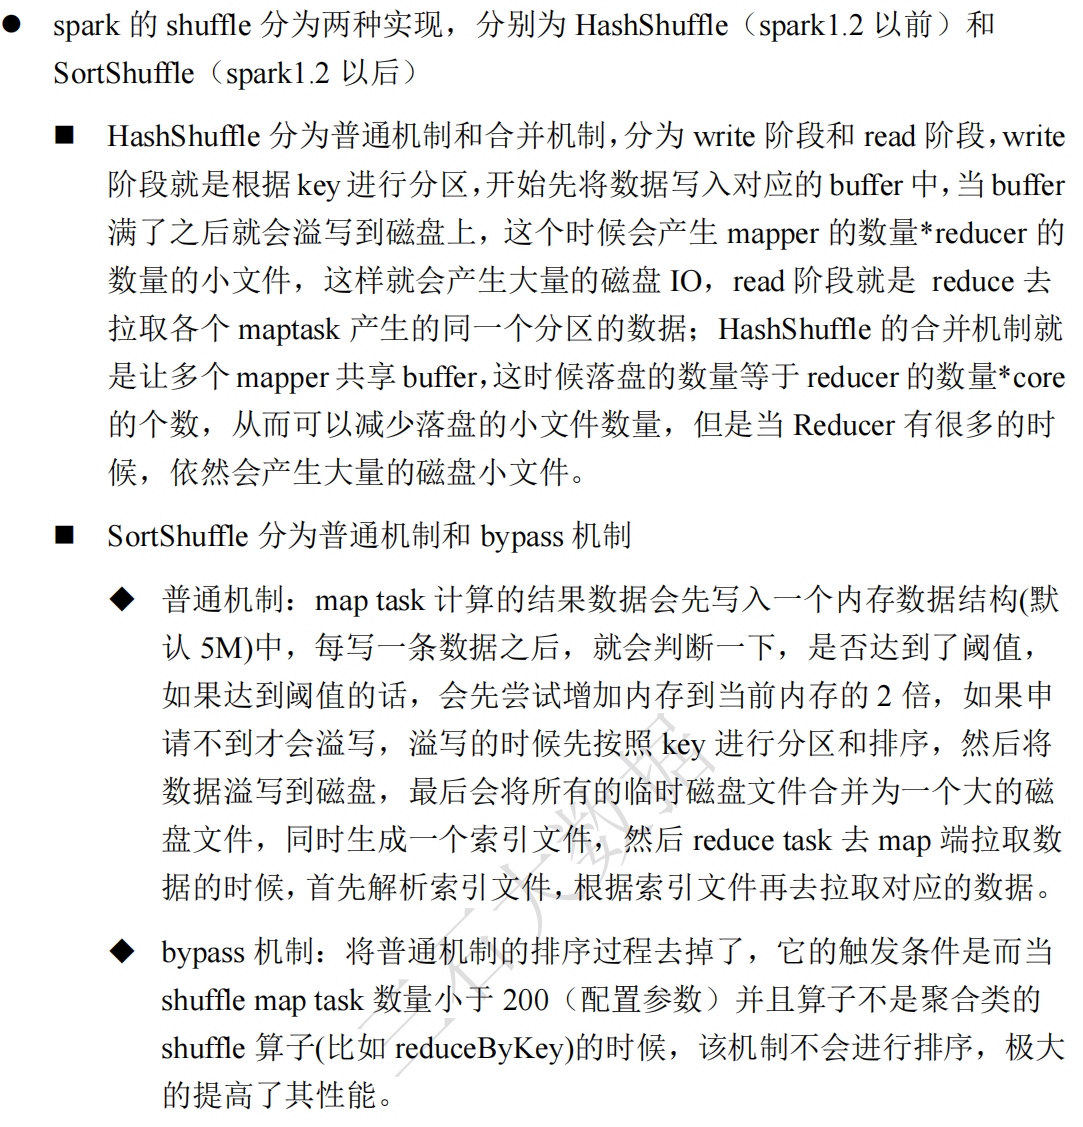 ● spark 的 shuffle 分为两种实现，分别为 HashShuffle（spark1.2 以前）和
SortShuffle（spark1.2 以后）
■ HashShuffle 分为普通机制和合并机制，分为 write 阶段和 read 阶段，write
阶段就是根据 key 进行分区，开始先将数据写入对应的 buffer 中，当 buffer
满了之后就会溢写到磁盘上，这个时候会产生 mapper 的数量*reducer 的
数量的小文件，这样就会产生大量的磁盘 IO，read 阶段就是 reduce 去
拉取各个 maptask 产生的同一个分区的数据；HashShuffle 的合并机制就
是让多个 mapper 共享 buffer，这时候落盘的数量等于 reducer 的数量*core
的个数，从而可以减少落盘的小文件数量，但是当 Reducer 有很多的时
候，依然会产生大量的磁盘小文件。
■ SortShuffle 分为普通机制和 bypass 机制
◆ 普通机制：map task 计算的结果数据会先写入一个内存数据结构(默
认 5M)中，每写一条数据之后，就会判断一下，是否达到了阈值，
如果达到阈值的话，会先尝试增加内存到当前内存的 2 倍，如果申
请不到才会溢写，溢写的时候先按照 key 进行分区和排序，然后将
数据溢写到磁盘，最后会将所有的临时磁盘文件合并为一个大的磁
盘文件，同时生成一个索引文件，然后 reduce task 去 map 端拉取数
据的时候，首先解析索引文件，根据索引文件再去拉取对应的数据。
◆ bypass 机制：将普通机制的排序过程去掉了，它的触发条件是而当
shuffle map task 数量小于 200（配置参数）并且算子不是聚合类的
shuffle 算子(比如 reduceByKey)的时候，该机制不会进行排序，极大
的提高了其性能。
三石大数据